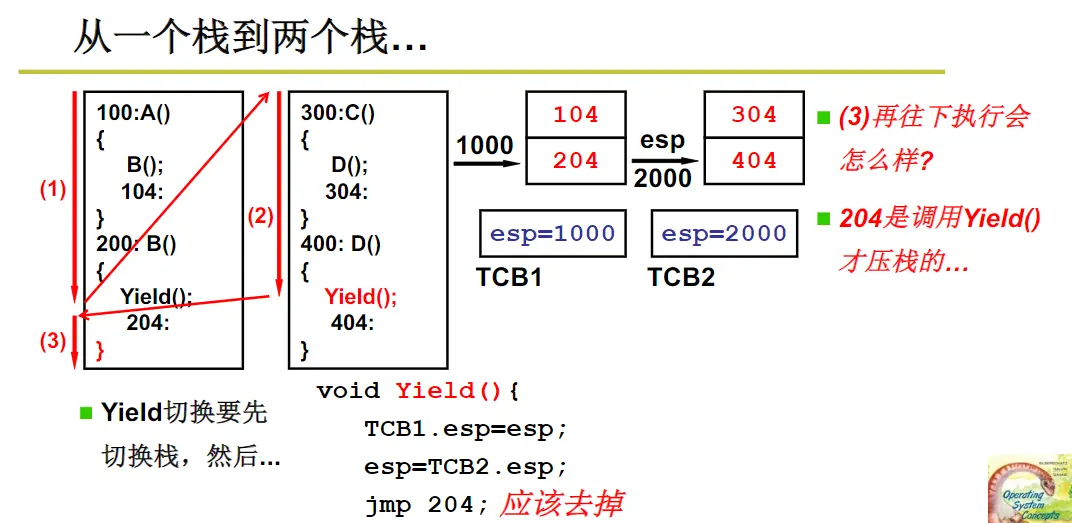 从一个栈到两个栈...
100:A()
{
B();
104:
}
200: B()
{
Yield();
204:
}
(1)
(3)
300:C()
{
D();
304:
}
400: D()
{
Yield();
404:
}
(2)
1000
104
204
esp
2000
304
404
esp=1000
TCB1
esp=2000
TCB2
(3)再往下执行会
怎么样?
204是调用Yield()
才压栈的...
Yield切换要先
切换栈，然后...
void Yield(){
TCB1.esp=esp;
esp=TCB2.esp;
jmp 204; 应该去掉
Operating
System
Concepts